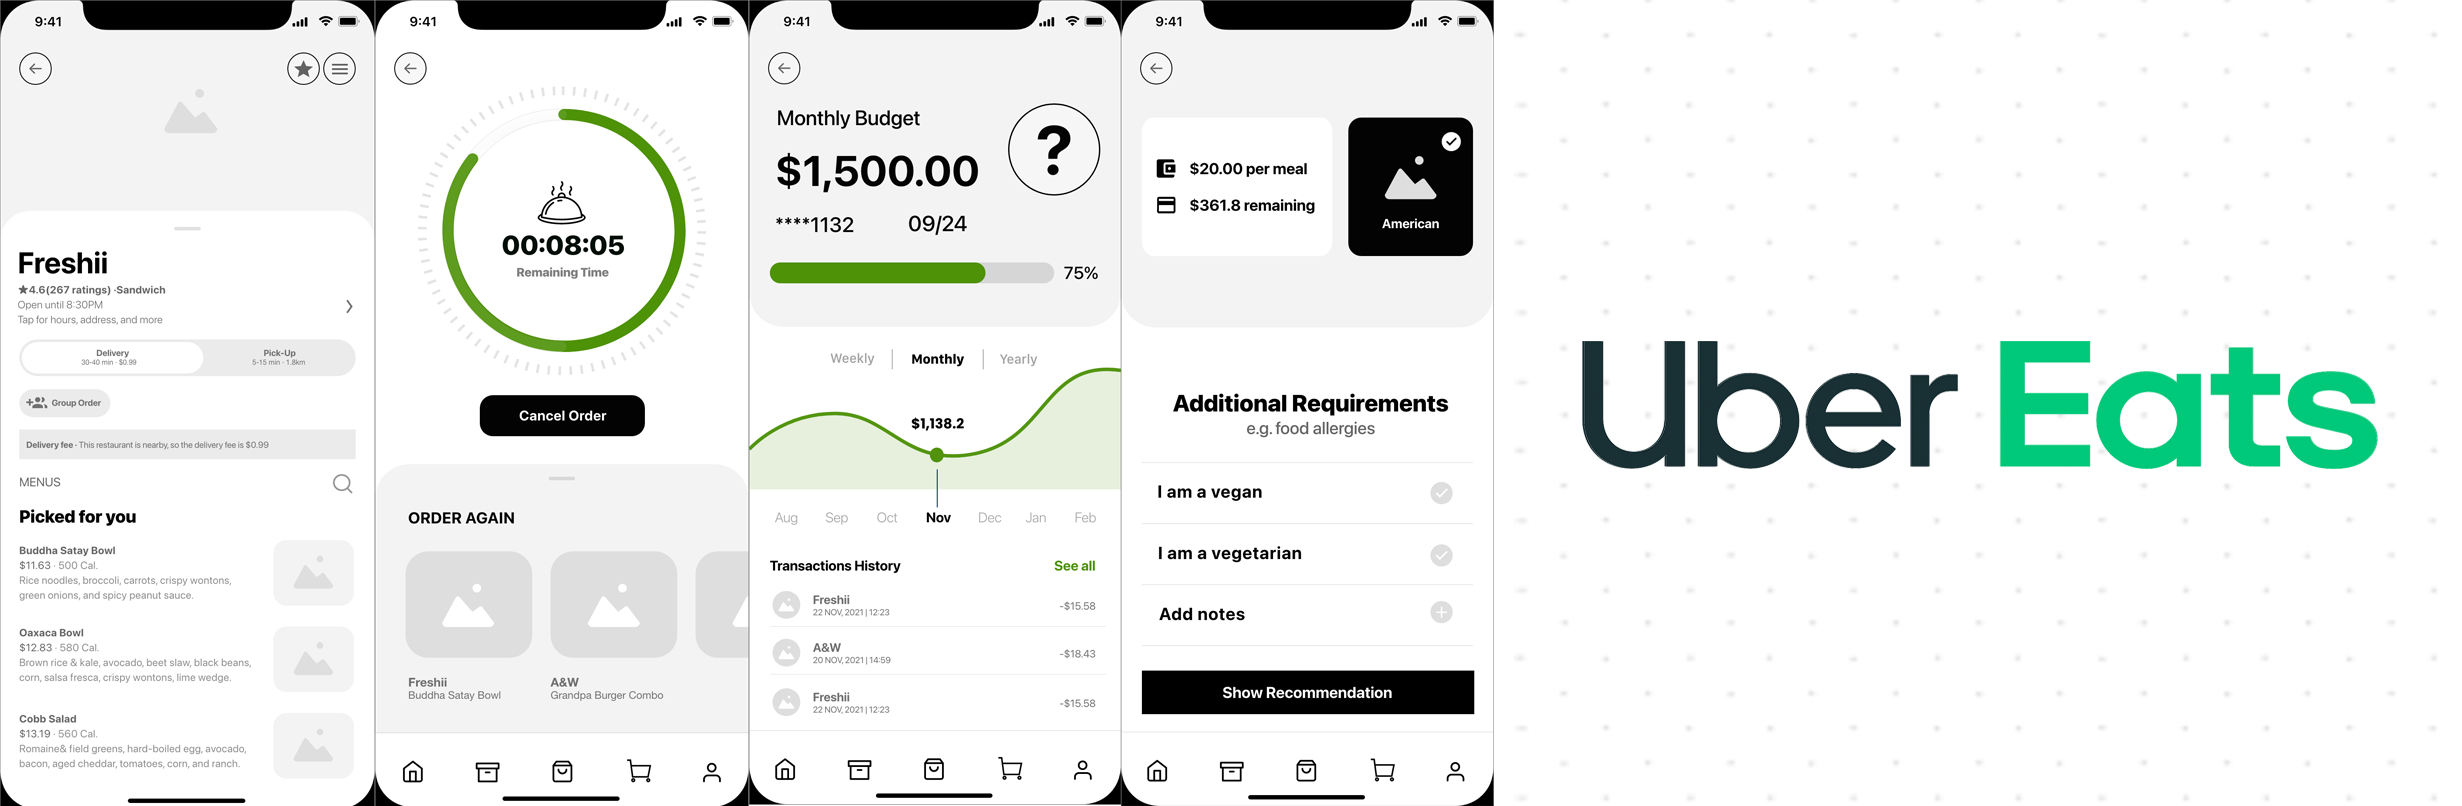 9:41
Freshii
★4.6(267 ratings) ·Sandwich
Open until 8:30PM
Tap for hours, address, and more
Delivery
30-40 min · $0.99
Pick-Up
5-15 min · 1.8km
Group Order
Delivery fee · This restaurant is nearby, so the delivery fee is $0.99
MENUS
Picked for you
Buddha Satay Bowl
$11.63 · 500 Cal.
Rice noodles, broccoli, carrots, crispy wontons,
green onions, and spicy peanut sauce.
Oaxaca Bowl
$12.83 · 580 Cal.
Brown rice & kale, avocado, beet slaw, black beans,
corn, salsa fresca, crispy wontons, lime wedge.
Cobb Salad
$13.19 · 560 Cal.
Romaine& field greens, hard-boiled egg, avocado,
bacon, aged cheddar, tomatoes, corn, and ranch.
9:41
00:08:05
Remaining Time
Cancel Order
ORDER AGAIN
Freshii
Buddha Satay Bowl
A&W
Grandpa Burger Combo
9:41
Monthly Budget
$1,500.00
?
****1132 09/24
75%
Weekly Monthly Yearly
$1,138.2
Aug Sep Oct Nov Dec Jan Feb
Transactions History See all
Freshii
22 NOV, 2021 | 12:23
-$15.58
A&W
20 NOV, 2021 | 14:59
-$18.43
Freshii
22 NOV, 2021 | 12:23
-$15.58
9:41
$20.00 per meal
$361.8 remaining
American
Additional Requirements
e.g. food allergies
I am a vegan
I am a vegetarian
Add notes
Show Recommendation
Uber Eats